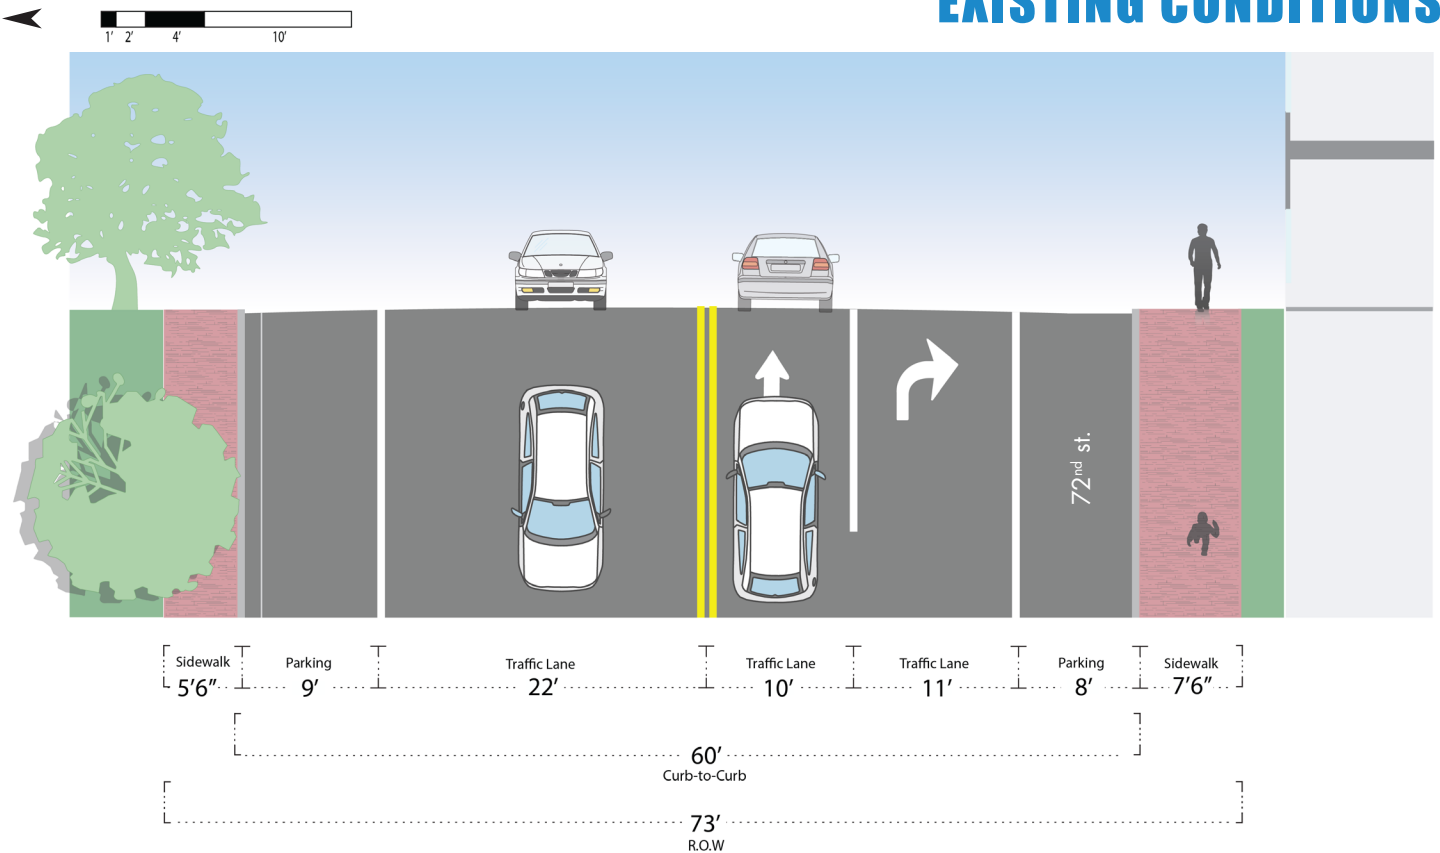 EXISTING CONDITIONS
1' 2' 4' 10'
72nd st.
Sidewalk Parking Traffic Lane Traffic Lane Traffic Lane Parking Sidewalk
5'6" 9' 22' 10' 11' 8' 7'6"
60'
Curb-to-Curb
73'
R.O.W